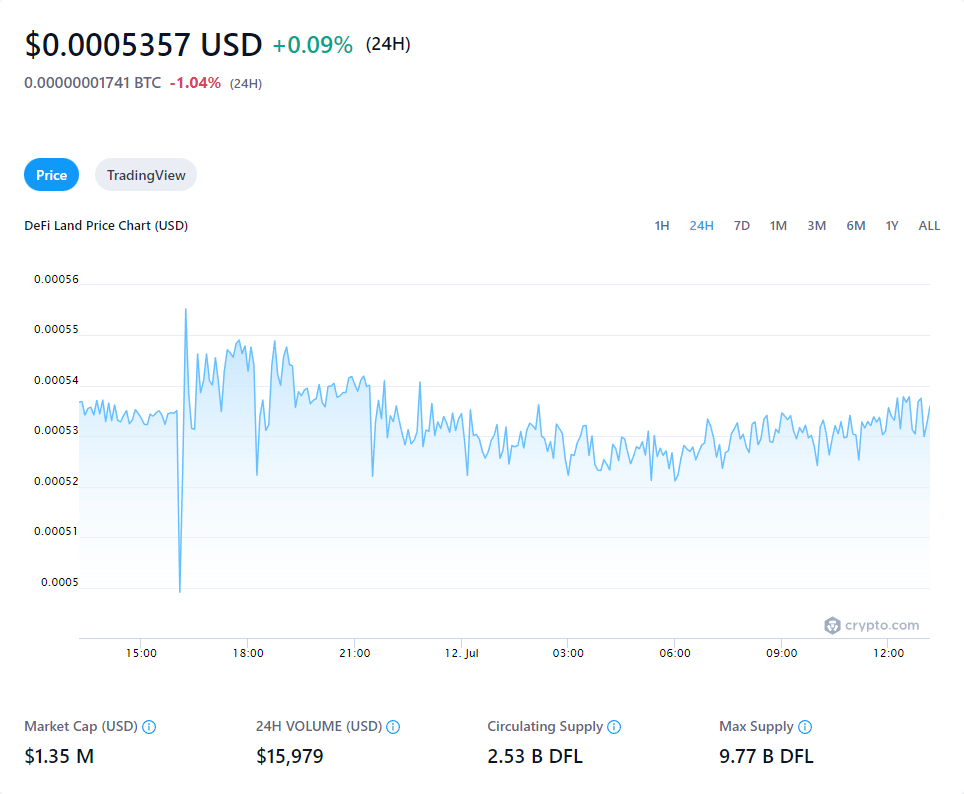 $0.0005357 USD +0.09% (24H)
0.00000001741 BTC -1.04% (24H)
Price TradingView
DeFi Land Price Chart (USD) 1H 24H 7D 1M 3M 6M 1Y ALL
0.00056
0.00055
0.00054
0.00053
0.00052
0.00051
0.0005
crypto.com
15:00 18:00 21:00 12. Jul 03:00 06:00 09:00 12:00
Market Cap (USD) 24H VOLUME (USD) Circulating Supply Max Supply
$1.35 M $15,979 2.53 B DFL 9.77 B DFL